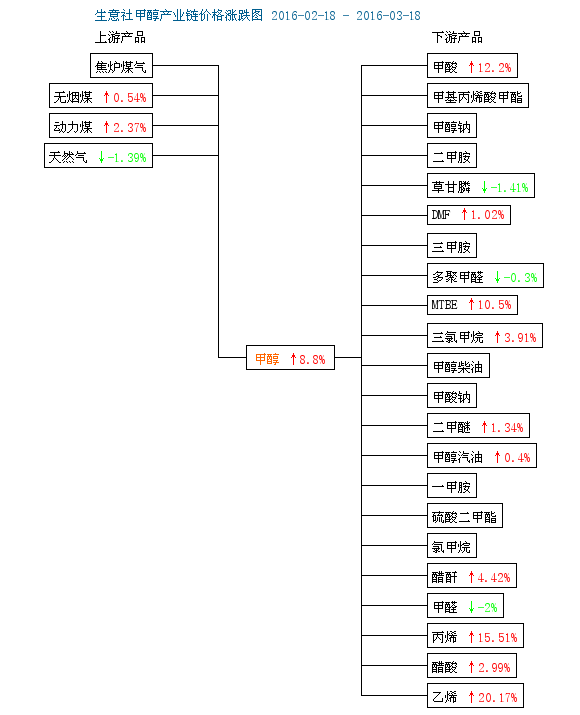 生意社甲醇产业链价格涨跌图 2016-02-18 - 2016-03-18
上游产品
焦炉煤气
无烟煤 ↑0.54%
动力煤 ↑2.37%
天然气 ↓-1.39%
甲醇 ↑8.8%
下游产品
甲酸 ↑12.2%
甲基丙烯酸甲酯
甲醇钠
二甲胺
草甘膦 ↓-1.41%
DMF ↑1.02%
三甲胺
多聚甲醛 ↓-0.3%
MTBE ↑10.5%
三氯甲烷 ↑3.91%
甲醇柴油
甲酸钠
二甲醚 ↑1.34%
甲醇汽油 ↑0.4%
一甲胺
硫酸二甲酯
氯甲烷
醋酐 ↑4.42%
甲醛 ↓-2%
丙烯 ↑15.51%
醋酸 ↑2.99%
乙烯 ↑20.17%